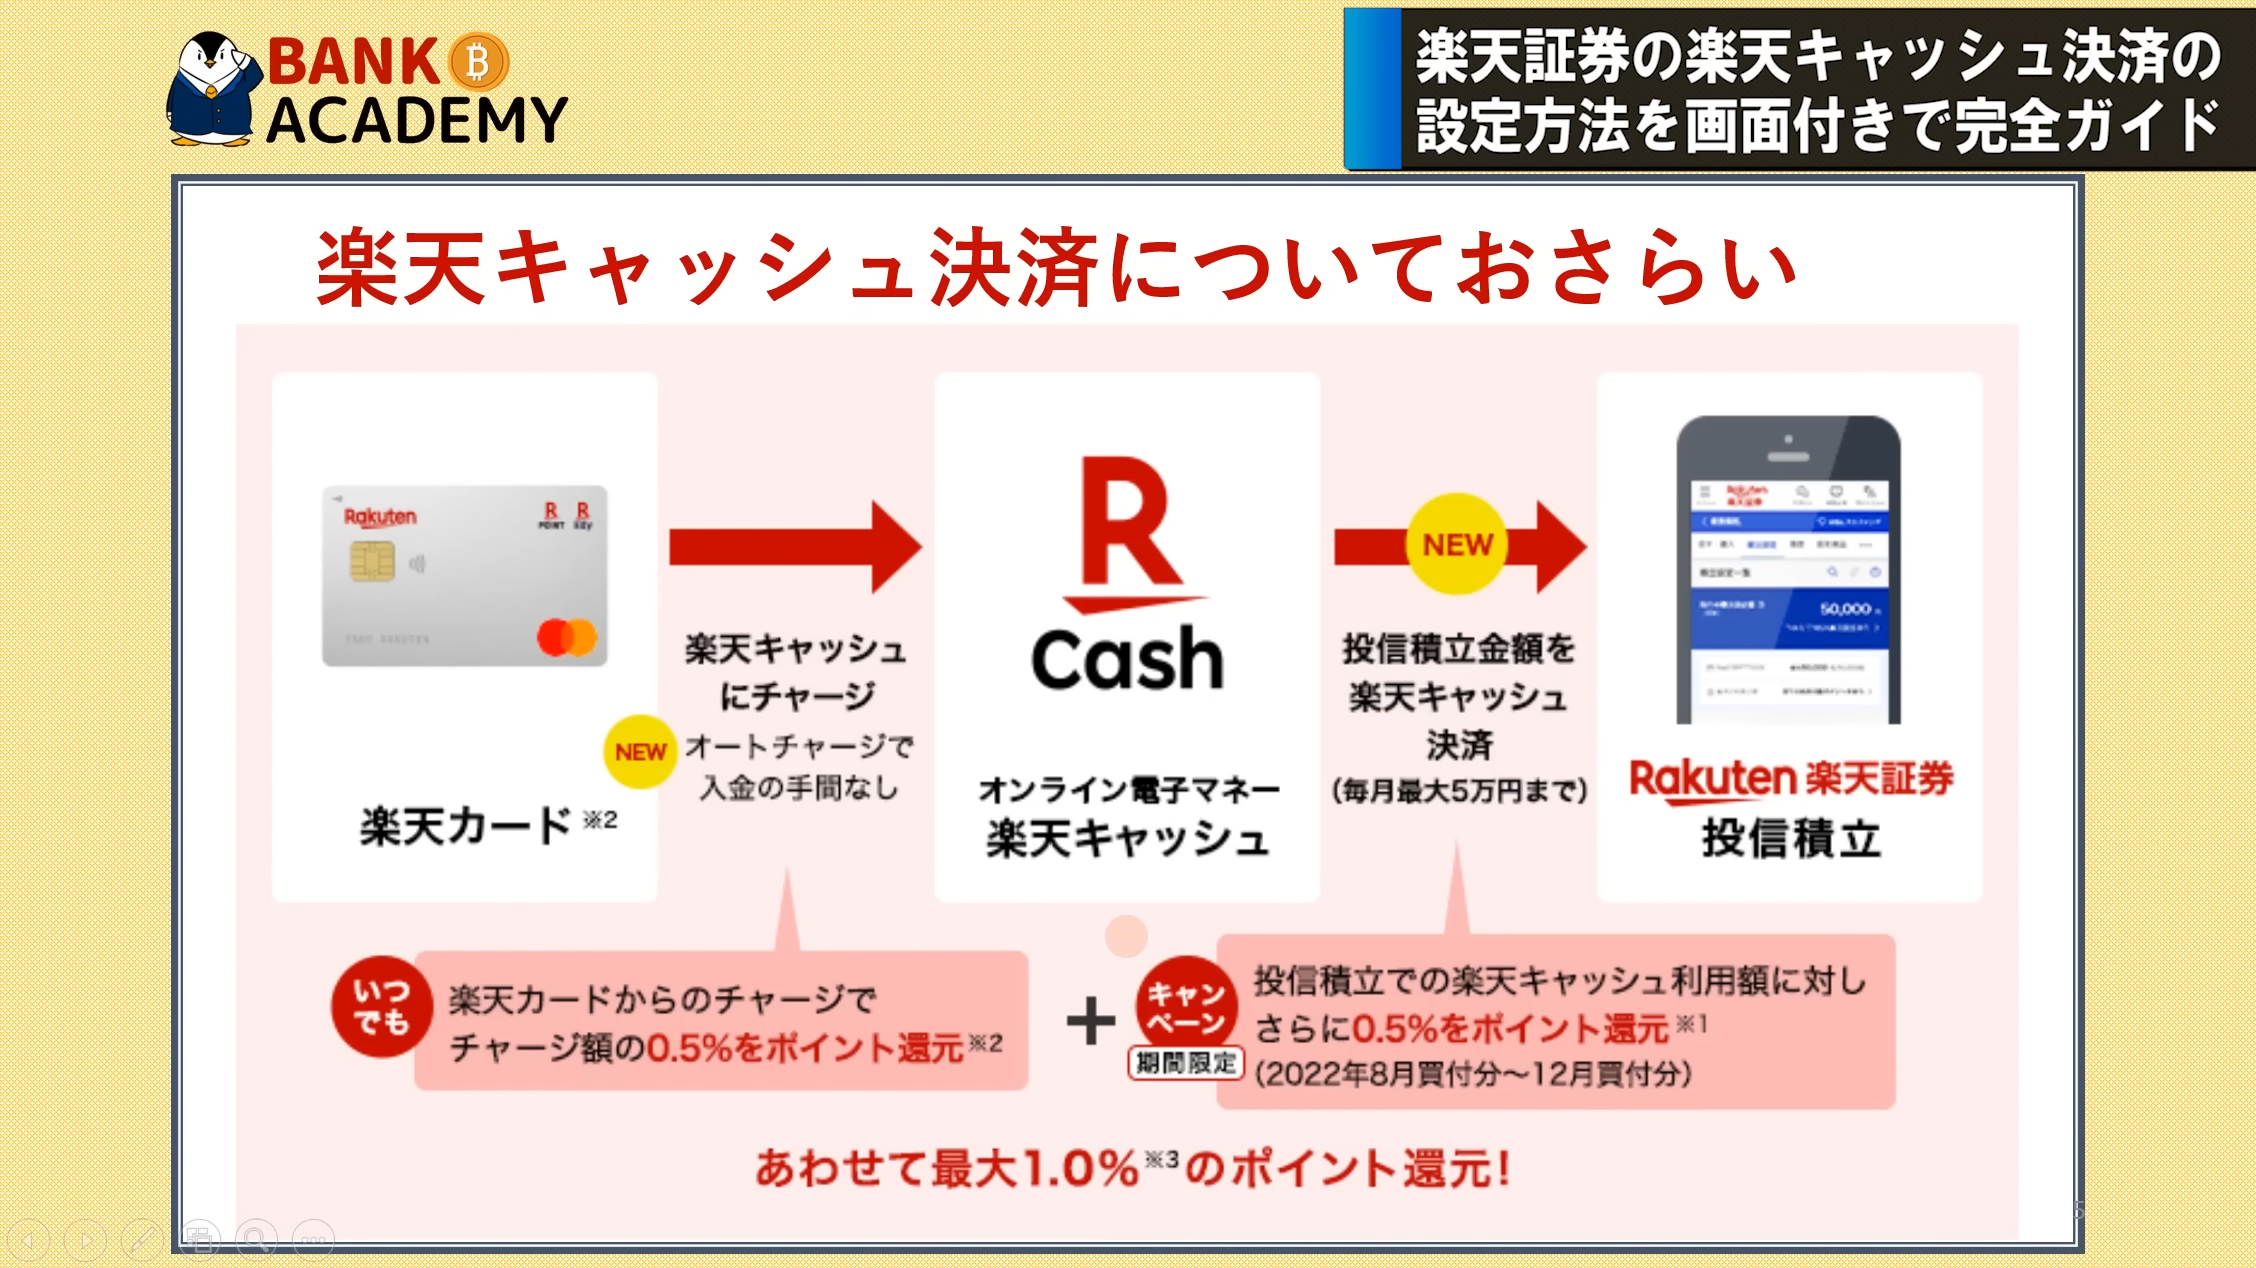 BANK
ACADEMY
楽天証券の楽天キャッシュ決済の
設定方法を画面付きで完全ガイド
楽天キャッシュ決済についておさらい
Rakuten
R POINT
R Edy
楽天カード ※2
楽天キャッシュ
にチャージ
NEW
オートチャージで
入金の手間なし
R
Cash
オンライン電子マネー
楽天キャッシュ
NEW
投信積立金額を
楽天キャッシュ
決済
(毎月最大5万円まで)
Rakuten
楽天証券
50,000
Rakuten 楽天証券
投信積立
いつ
でも
楽天カードからのチャージで
チャージ額の0.5%をポイント還元※2
+
キャン
ペーン
期間限定
投信積立での楽天キャッシュ利用額に対し
さらに0.5%をポイント還元※1
(2022年8月買付分〜12月買付分)
あわせて最大1.0%※3のポイント還元!
5